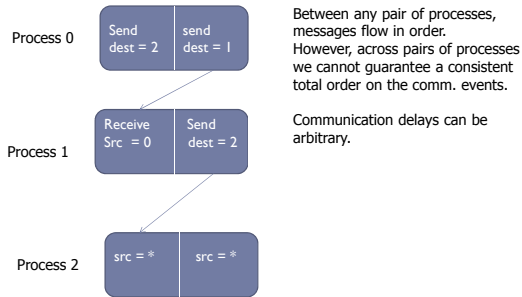 Process 0
Send
dest = 2
send
dest = 1
Between any pair of processes,
messages flow in order.
However, across pairs of processes
we cannot guarantee a consistent
total order on the comm. events.
Communication delays can be
arbitrary.
Process 1
Receive
Src = 0
Send
dest = 2
Process 2
src = *
src = *